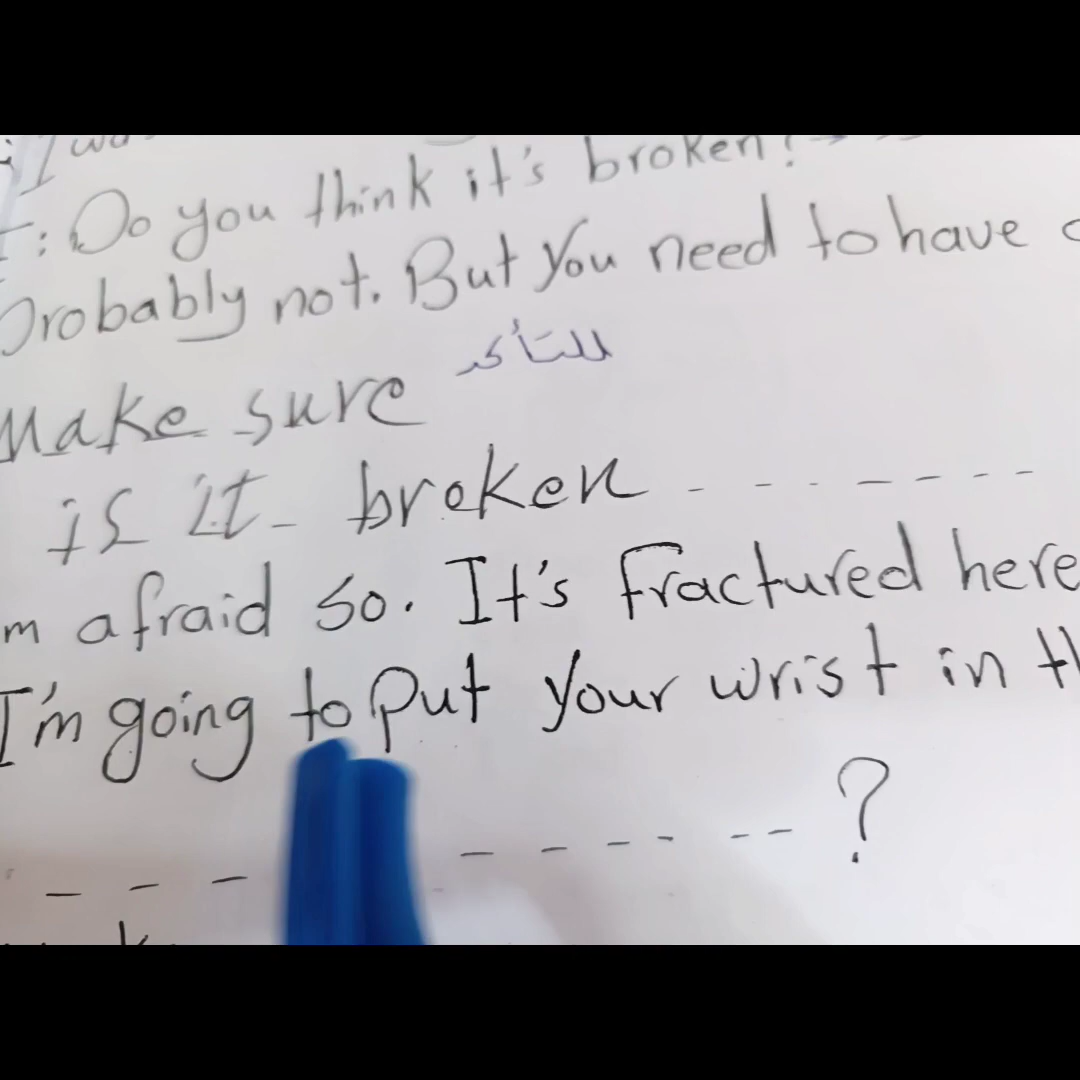 I wa
: Do you think it's broken?
Probably not. But you need to have
للتأكد
Make sure
is it broken - - - - - - -
m afraid so. It's fractured here
I'm going to put your wrist in th
- - - - - - - - - ?